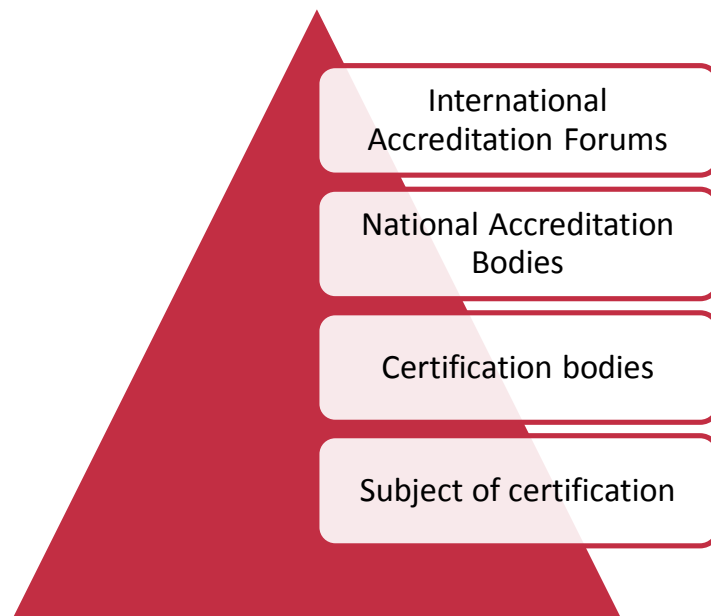 International
Accreditation Forums
National Accreditation
Bodies
Certification bodies
Subject of certification